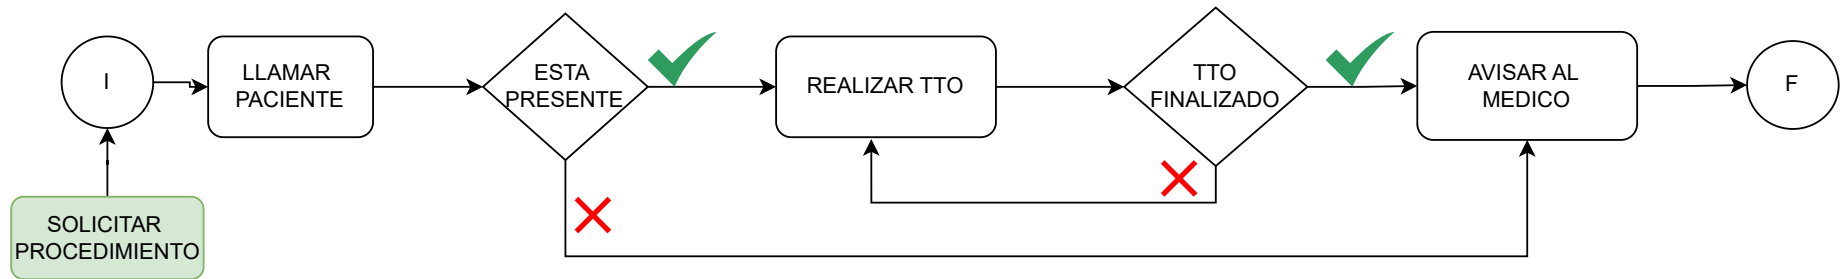 I
LLAMAR
PACIENTE
ESTA
PRESENTE
REALIZAR TTO
TTO
FINALIZADO
AVISAR AL
MEDICO
F
SOLICITAR
PROCEDIMIENTO